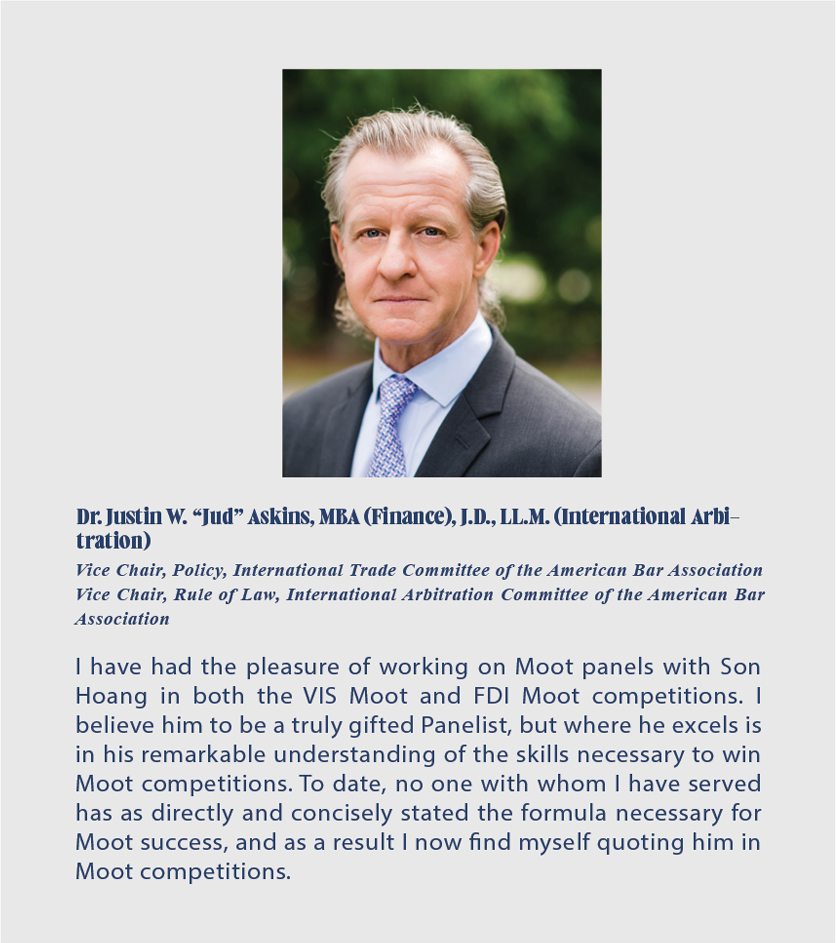 Dr. Justin W. “Jud” Askins, MBA (Finance), J.D., LL.M. (International Arbi-
tration)
Vice Chair, Policy, International Trade Committee of the American Bar Association
Vice Chair, Rule of Law, International Arbitration Committee of the American Bar
Association
I have had the pleasure of working on Moot panels with Son
Hoang in both the VIS Moot and FDI Moot competitions. I
believe him to be a truly gifted Panelist, but where he excels is
in his remarkable understanding of the skills necessary to win
Moot competitions. To date, no one with whom I have served
has as directly and concisely stated the formula necessary for
Moot success, and as a result I now find myself quoting him in
Moot competitions.